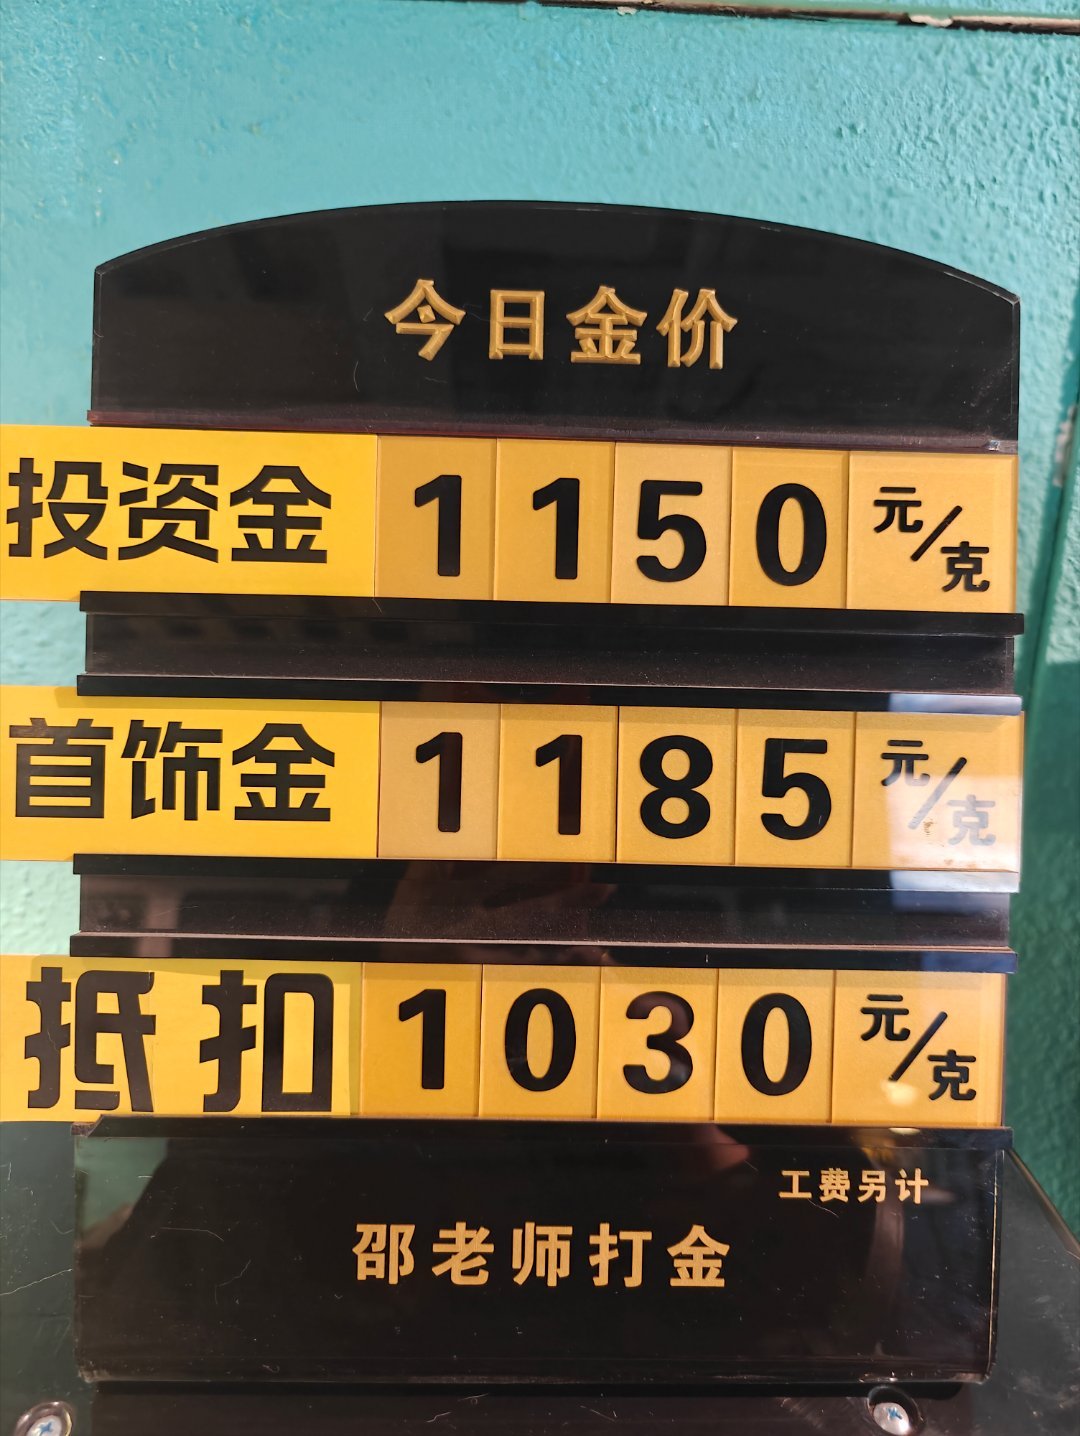 今日金价
投资金 1150 元/克
首饰金 1185 元/克
抵扣 1030 元/克
工费另计
邵老师打金